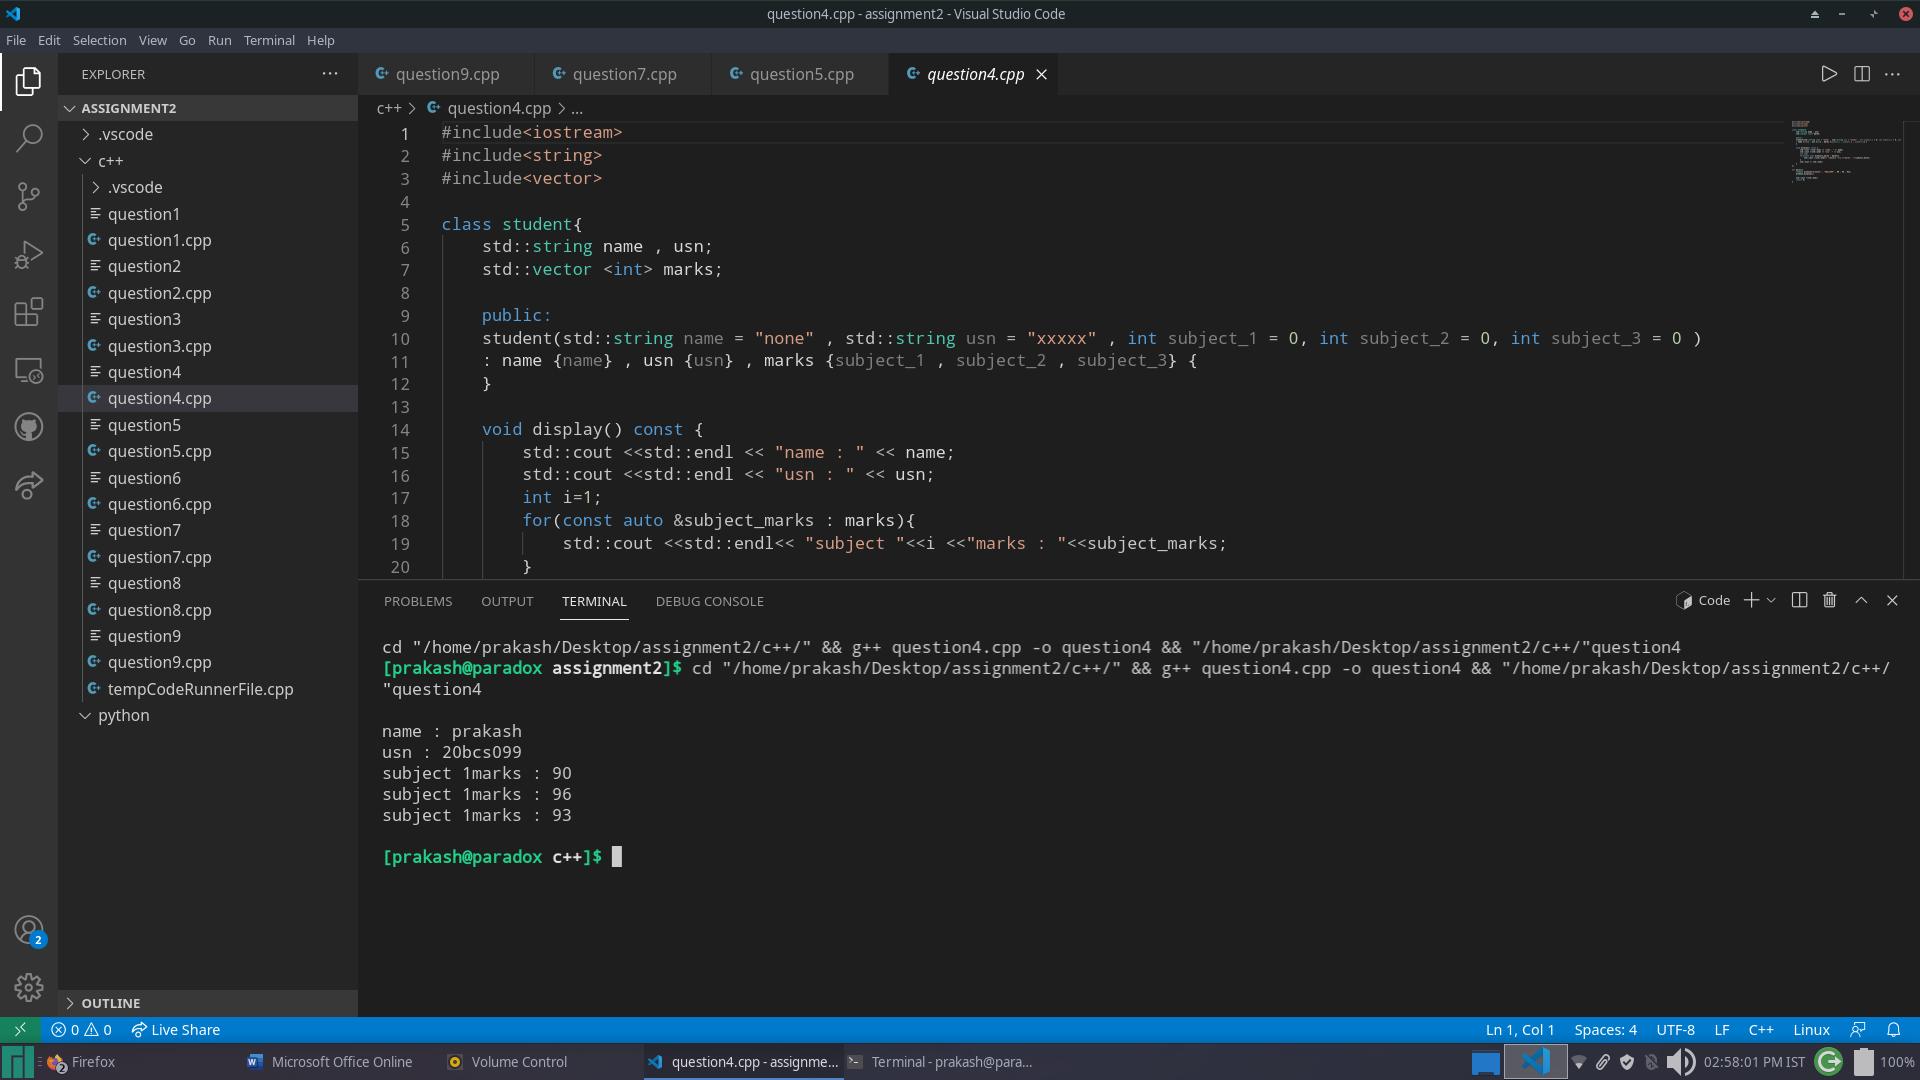 question4.cpp - assignment2 - Visual Studio Code
File Edit Selection View Go Run Terminal Help
EXPLORER
ASSIGNMENT2
.vscode
c++
.vscode
question1
question1.cpp
question2
question2.cpp
question3
question3.cpp
question4
question4.cpp
question5
question5.cpp
question6
question6.cpp
question7
question7.cpp
question8
question8.cpp
question9
question9.cpp
tempCodeRunnerFile.cpp
python
OUTLINE
2
question9.cpp question7.cpp question5.cpp question4.cpp
c++ > question4.cpp > ...
1 #include<iostream>
2 #include<string>
3 #include<vector>
4
5 class student{
6 std::string name , usn;
7 std::vector <int> marks;
8
9 public:
10 student(std::string name = "none" , std::string usn = "xxxxx" , int subject_1 = 0, int subject_2 = 0, int subject_3 = 0 )
11 : name {name} , usn {usn} , marks {subject_1 , subject_2 , subject_3} {
12 }
13
14 void display() const {
15 std::cout <<std::endl << "name : " << name;
16 std::cout <<std::endl << "usn : " << usn;
17 int i=1;
18 for(const auto &subject_marks : marks){
19 std::cout <<std::endl<< "subject "<<i <<"marks : "<<subject_marks;
20 }
PROBLEMS OUTPUT TERMINAL DEBUG CONSOLE Code
cd "/home/prakash/Desktop/assignment2/c++/" && g++ question4.cpp -o question4 && "/home/prakash/Desktop/assignment2/c++/"question4
[prakash@paradox assignment2]$ cd "/home/prakash/Desktop/assignment2/c++/" && g++ question4.cpp -o question4 && "/home/prakash/Desktop/assignment2/c++/
"question4
name : prakash
usn : 20bcs099
subject 1marks : 90
subject 1marks : 96
subject 1marks : 93
[prakash@paradox c++]$
0 0 Live Share Ln 1, Col 1 Spaces: 4 UTF-8 LF C++ Linux
2 Firefox Microsoft Office Online Volume Control question4.cpp - assignme... Terminal - prakash@para... 02:58:01 PM IST 100%